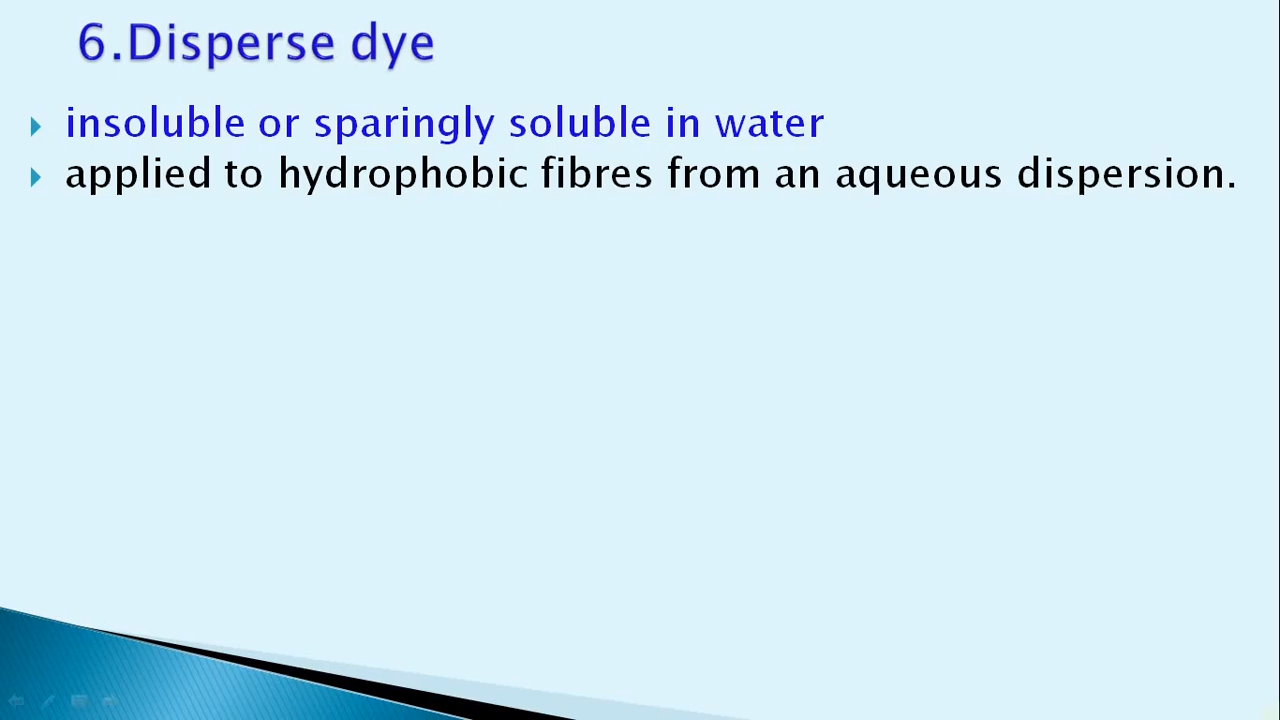 6.Disperse dye
insoluble or sparingly soluble in water
applied to hydrophobic fibres from an aqueous dispersion.